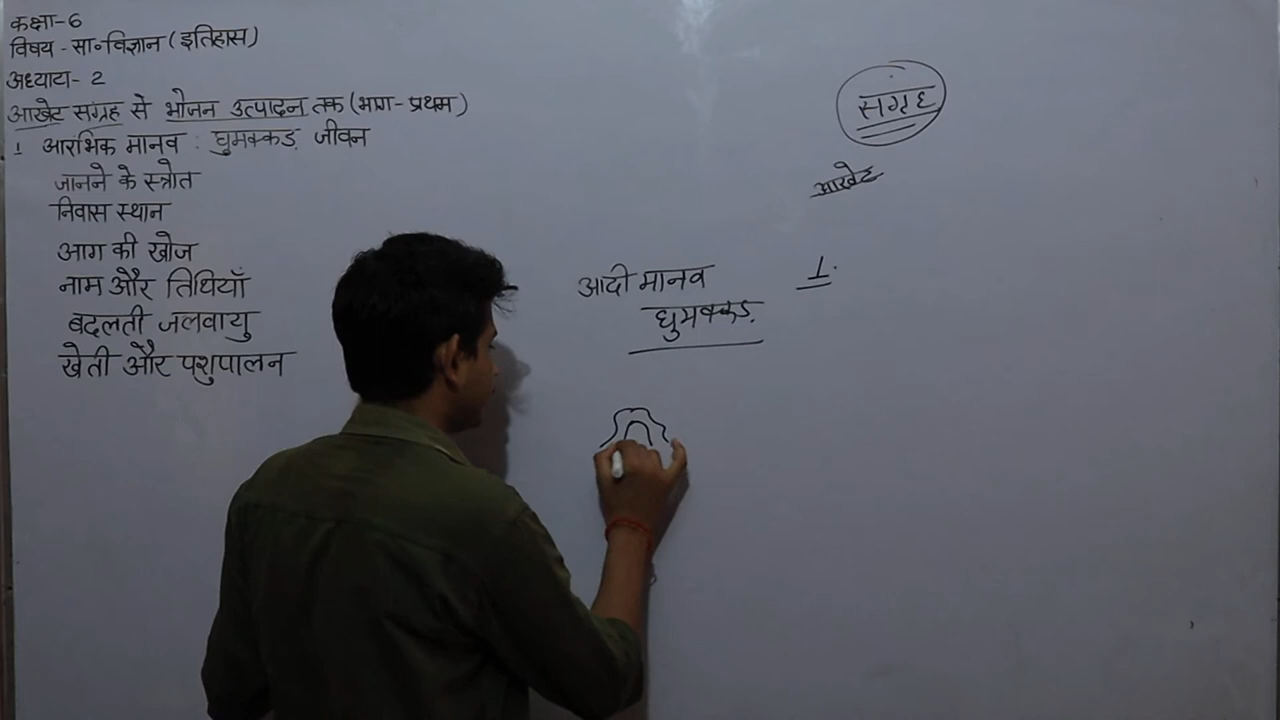 कक्षा-6
विषय - सा॰विज्ञान (इतिहास)
अध्याटा- 2
आखेट सग्रह से भोजन उत्पादन तक (भाग- प्रथम)
1 आरंभिक मानव : घुमक्कड़ जीवन
जानने के स्त्रोत
निवास स्थान
आग की खोज
नाम और तिथियाँ
बदलती जलवायु
खेती और पशुपालन
संग्रह
आखेट
आदी मानव
घुमक्कड़
1.